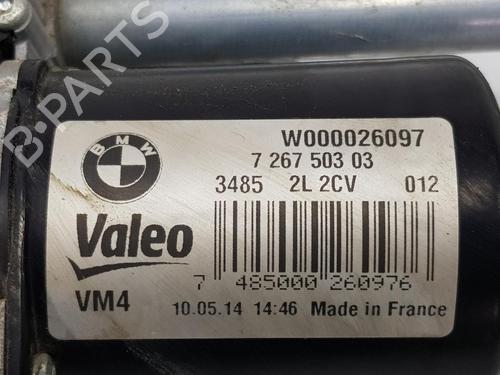 B-PARTS
BMW
W000026097
7 267 503 03
3485 2L 2CV 012
Valeo
7 485000 260976
VM4 10.05.14 14:46 Made in France